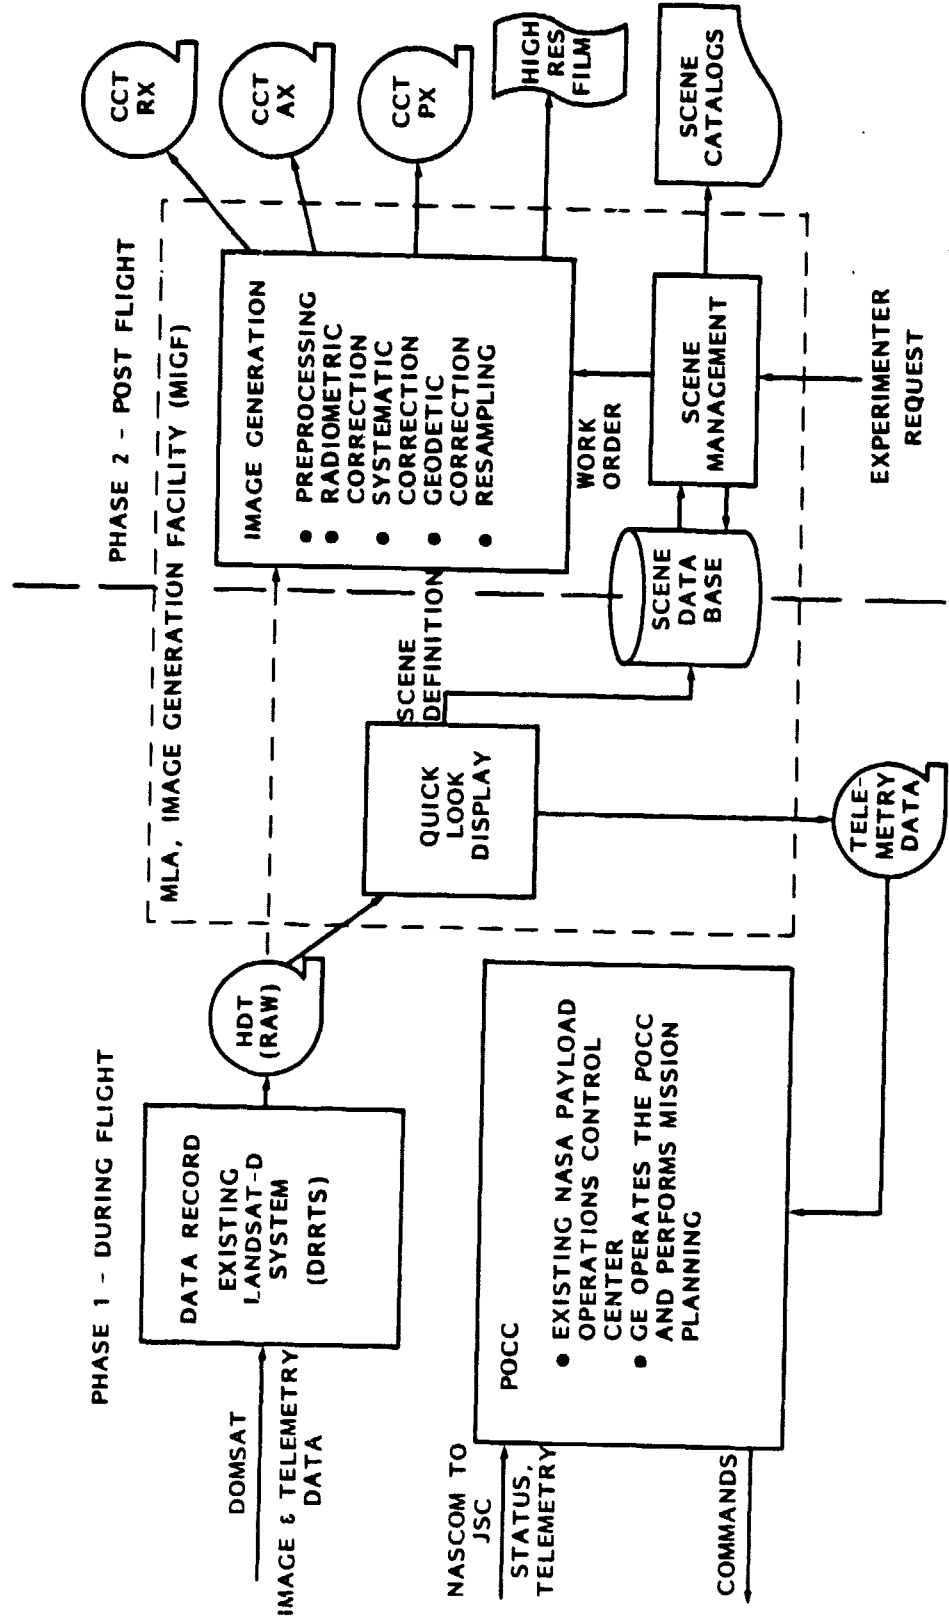 PHASE 1 - DURING FLIGHT
PHASE 2 - POST FLIGHT
MLA, IMAGE GENERATION FACILITY (MIGF)
DOMSAT
IMAGE & TELEMETRY
DATA
DATA RECORD
EXISTING
LANDSAT-D
SYSTEM
(DRRTS)
HDT
(RAW)
QUICK
LOOK
DISPLAY
SCENE
DEFINITION
IMAGE GENERATION
• PREPROCESSING
• RADIOMETRIC
CORRECTION
• SYSTEMATIC
CORRECTION
• GEODETIC
CORRECTION
• RESAMPLING
CCT
RX
CCT
AX
CCT
PX
HIGH
RES
FILM
WORK
ORDER
SCENE
DATA
BASE
SCENE
MANAGEMENT
SCENE
CATALOGS
EXPERIMENTER
REQUEST
TELE-
METRY
DATA
NASCOM TO
JSC
STATUS,
TELEMETRY
COMMANDS
POCC
• EXISTING NASA PAYLOAD
OPERATIONS CONTROL
CENTER
• GE OPERATES THE POCC
AND PERFORMS MISSION
PLANNING